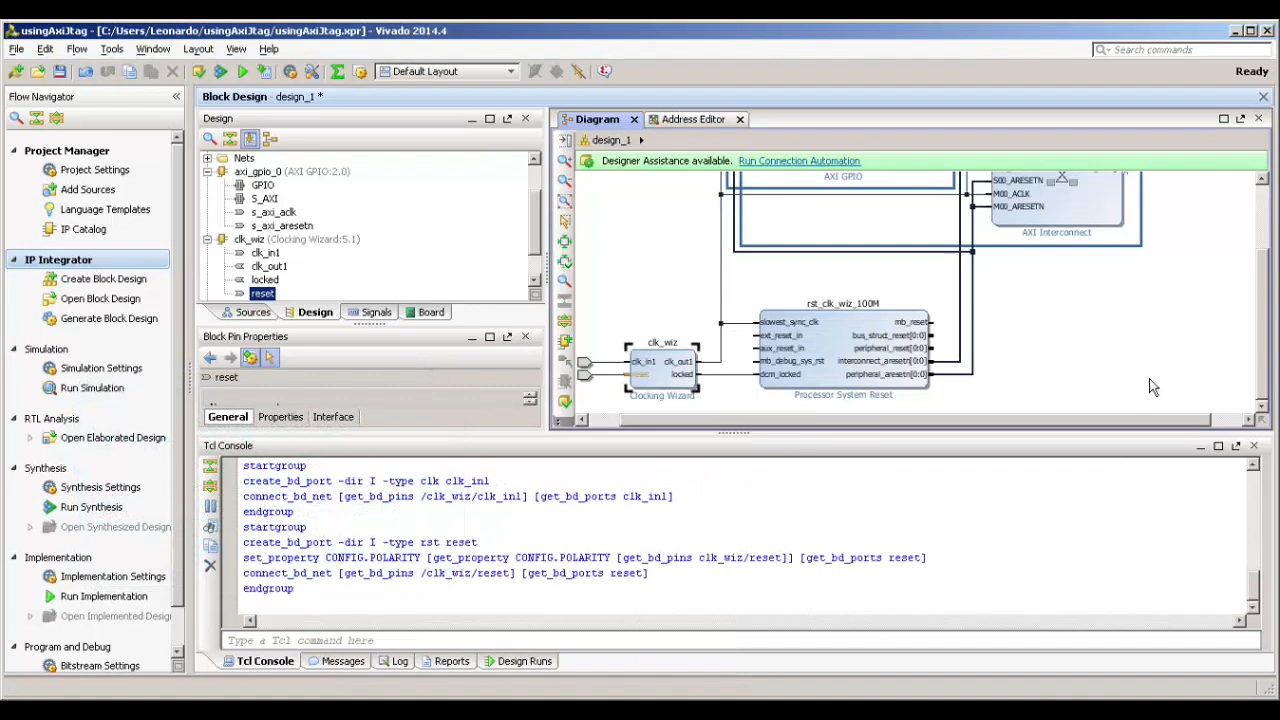 usingAxiJtag - [C:/Users/Leonardo/usingAxiJtag/usingAxiJtag.xpr] - Vivado 2014.4
File Edit Flow Tools Window Layout View Help
Search commands
Default Layout
Ready
Flow Navigator
Project Manager
Project Settings
Add Sources
Language Templates
IP Catalog
IP Integrator
Create Block Design
Open Block Design
Generate Block Design
Simulation
Simulation Settings
Run Simulation
RTL Analysis
Open Elaborated Design
Synthesis
Synthesis Settings
Run Synthesis
Open Synthesized Design
Implementation
Implementation Settings
Run Implementation
Open Implemented Design
Program and Debug
Bitstream Settings
Block Design - design_1 *
Design
Nets
axi_gpio_0 (AXI GPIO:2.0)
GPIO
S_AXI
s_axi_aclk
s_axi_aresetn
clk_wiz (Clocking Wizard:5.1)
clk_in1
clk_out1
locked
reset
Sources Design Signals Board
Block Pin Properties
reset
General Properties Interface
Diagram Address Editor
design_1
Designer Assistance available. Run Connection Automation
AXI GPIO
S00_ARESETN
M00_ACLK
M00_ARESETN
AXI Interconnect
clk_wiz
clk_in1 clk_out1
reset locked
Clocking Wizard
rst_clk_wiz_100M
slowest_sync_clk mb_reset
ext_reset_in bus_struct_reset[0:0]
aux_reset_in peripheral_reset[0:0]
mb_debug_sys_rst interconnect_aresetn[0:0]
dcm_locked peripheral_aresetn[0:0]
Processor System Reset
Tcl Console
startgroup
create_bd_port -dir I -type clk clk_in1
connect_bd_net [get_bd_pins /clk_wiz/clk_in1] [get_bd_ports clk_in1]
endgroup
startgroup
create_bd_port -dir I -type rst reset
set_property CONFIG.POLARITY [get_property CONFIG.POLARITY [get_bd_pins clk_wiz/reset]] [get_bd_ports reset]
connect_bd_net [get_bd_pins /clk_wiz/reset] [get_bd_ports reset]
endgroup
Type a Tcl command here
Tcl Console Messages Log Reports Design Runs